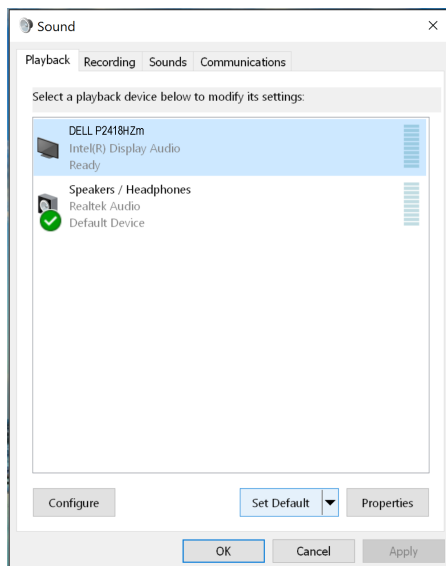 Sound
Playback Recording Sounds Communications
Select a playback device below to modify its settings:
DELL P2418HZm
Intel(R) Display Audio
Ready
Speakers / Headphones
Realtek Audio
Default Device
Configure Set Default Properties
OK Cancel Apply